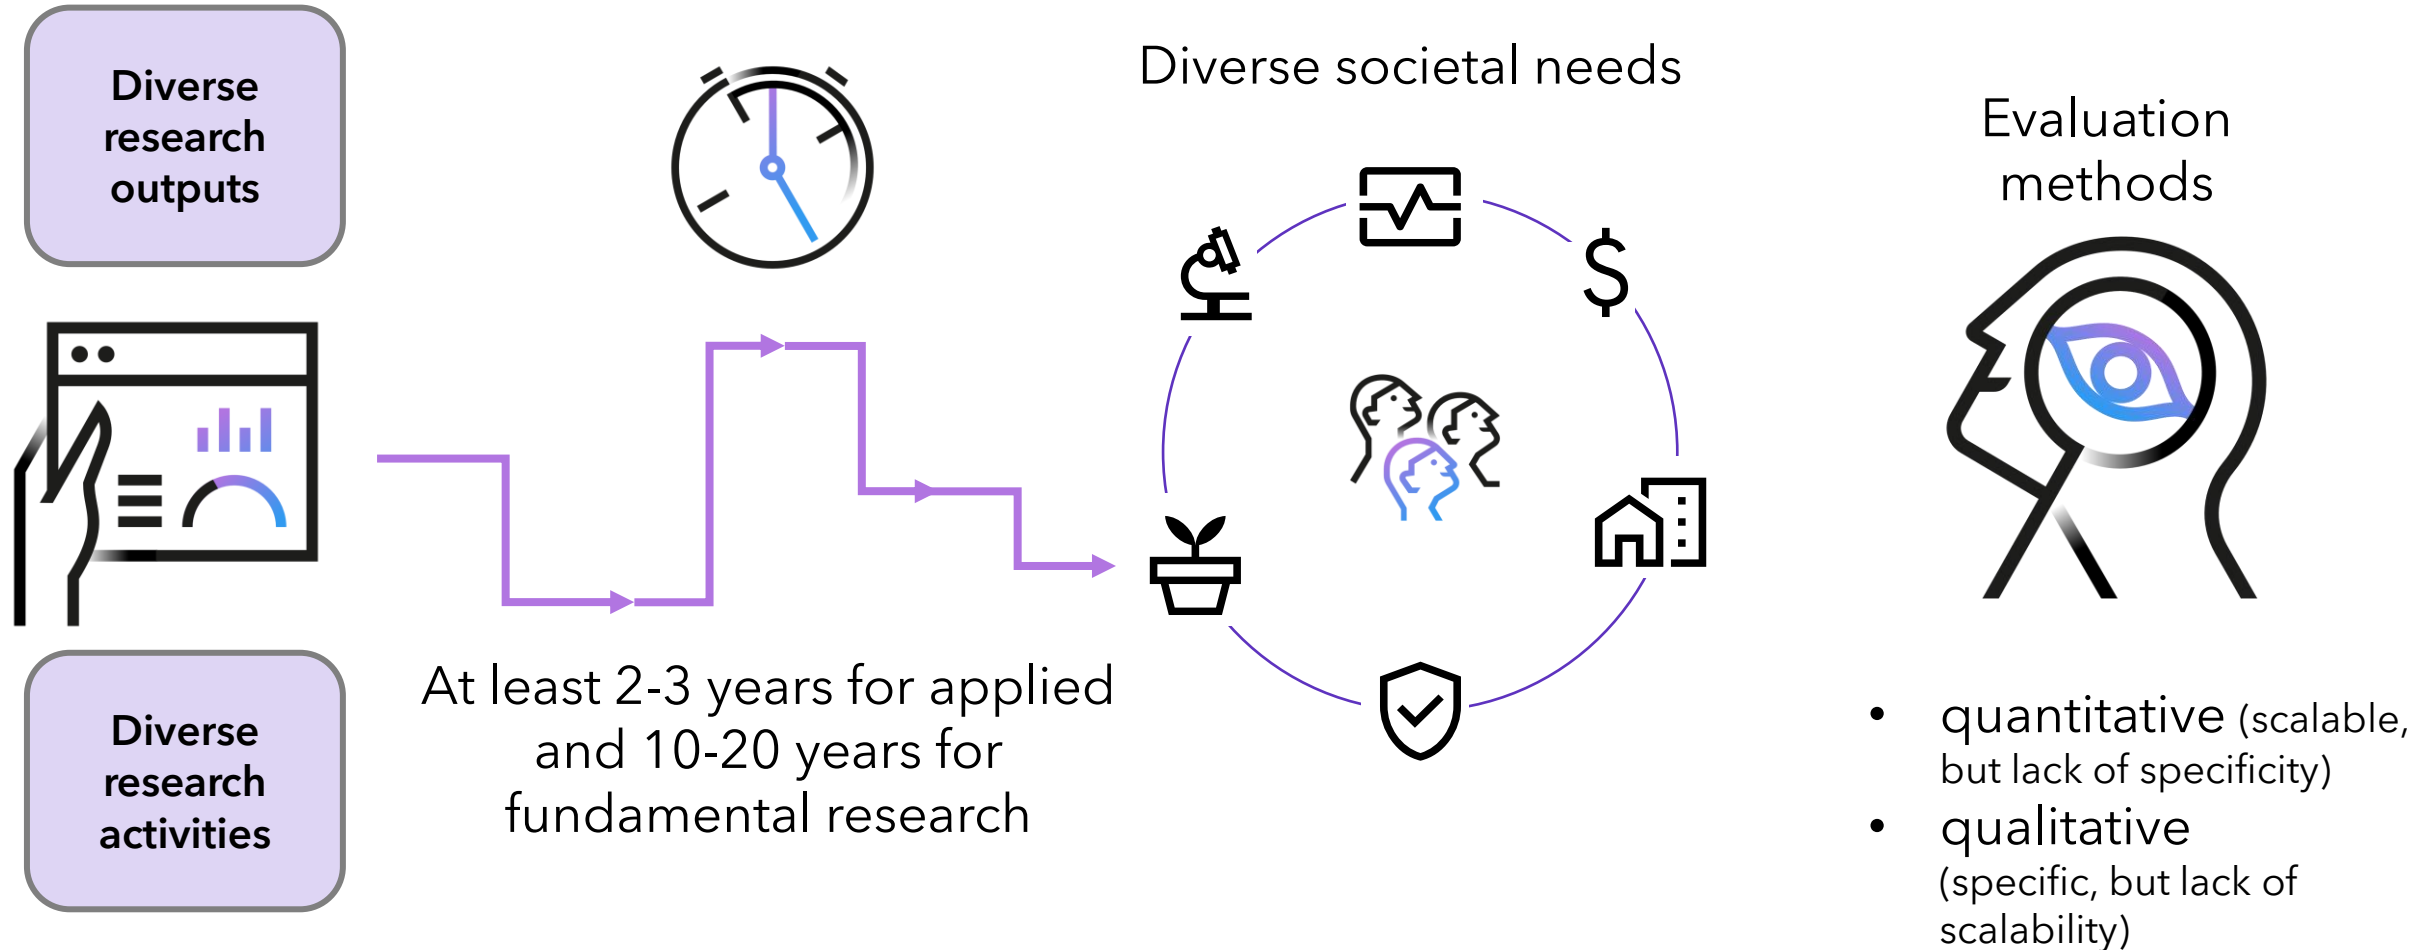 Diverse
research
outputs
Diverse
research
activities
At least 2-3 years for applied
and 10-20 years for
fundamental research
Diverse societal needs
Evaluation
methods
• quantitative (scalable,
but lack of specificity)
• qualitative
(specific, but lack of
scalability)